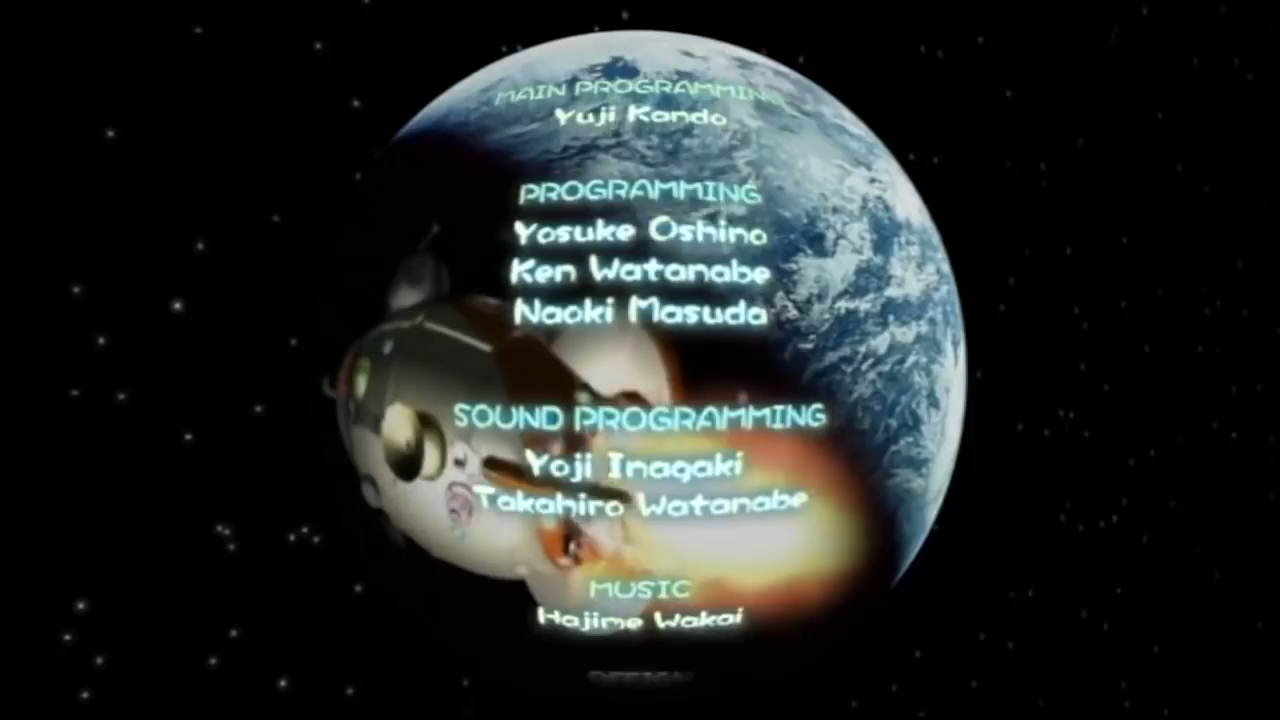 MAIN PROGRAMMING
Yuji Kando
PROGRAMMING
Yosuke Oshino
Ken Watanabe
Naoki Masuda
SOUND PROGRAMMING
Yoji Inagaki
Takahiro Watanabe
MUSIC
Hajime Wakai